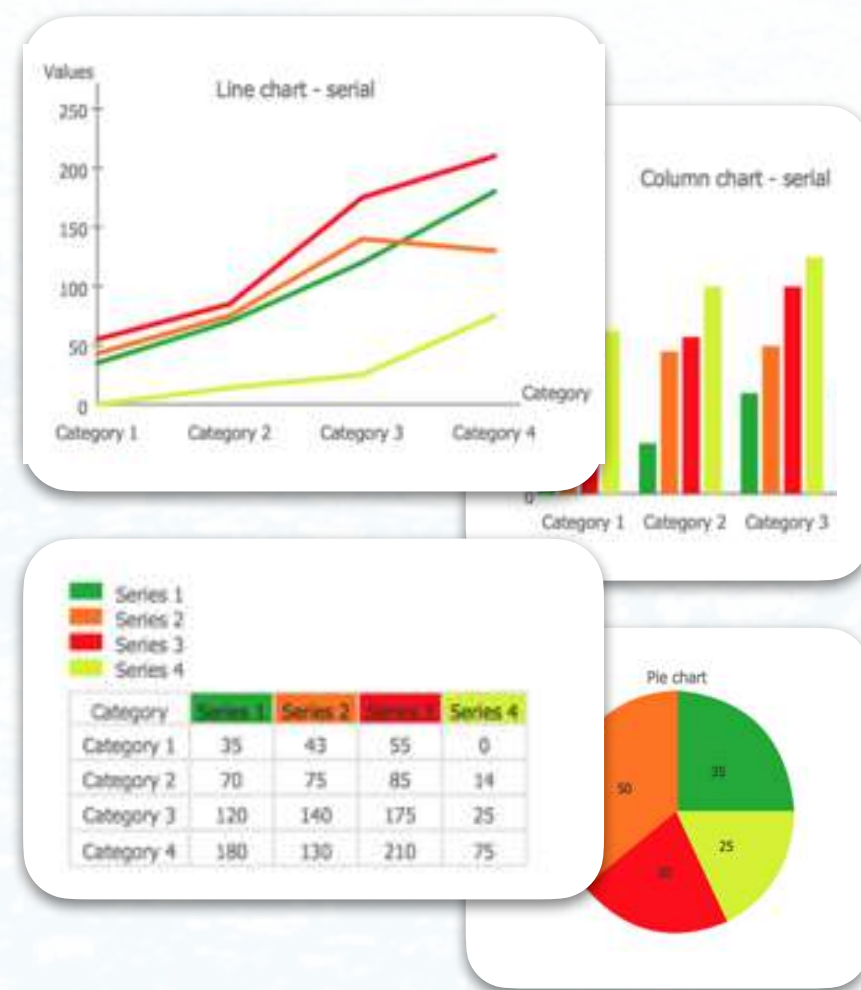 Values
Line chart - serial
250
200
150
100
50
0
Category
Category 1 Category 2 Category 3 Category 4
Column chart - serial
0
Category 1 Category 2 Category 3
Series 1
Series 2
Series 3
Series 4
Category Series 1 Series 2 Series 3 Series 4
Category 1 35 43 55 0
Category 2 70 75 85 14
Category 3 120 140 175 25
Category 4 180 130 210 75
Pie chart
35
50
25